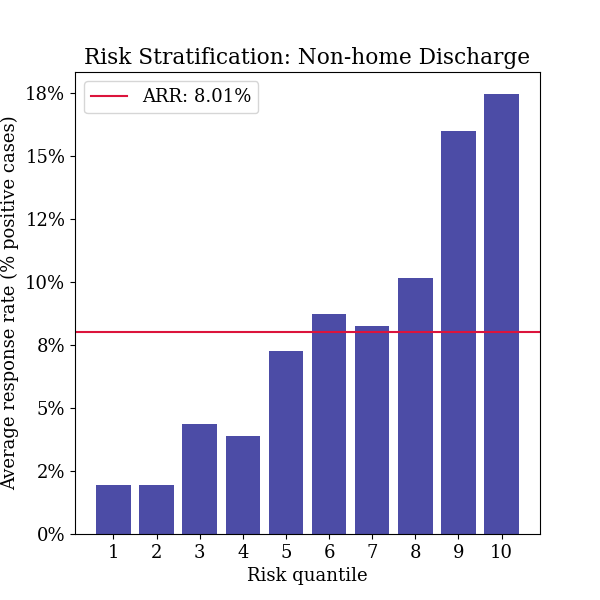 Risk Stratification: Non-home Discharge
ARR: 8.01%
Average response rate (% positive cases)
18%
15%
12%
10%
8%
5%
2%
0%
1 2 3 4 5 6 7 8 9 10
Risk quantile